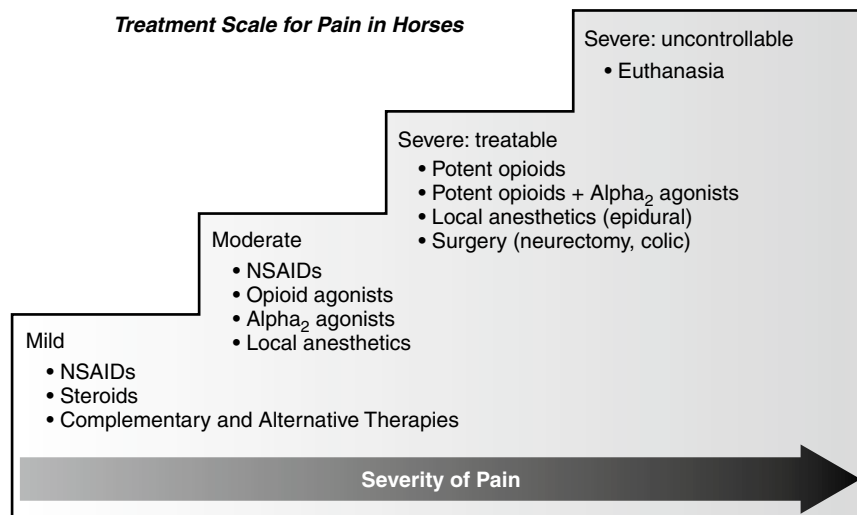 Treatment Scale for Pain in Horses
Severe: uncontrollable
• Euthanasia
Severe: treatable
• Potent opioids
• Potent opioids + Alpha₂ agonists
• Local anesthetics (epidural)
• Surgery (neurectomy, colic)
Moderate
• NSAIDs
• Opioid agonists
• Alpha₂ agonists
• Local anesthetics
Mild
• NSAIDs
• Steroids
• Complementary and Alternative Therapies
Severity of Pain